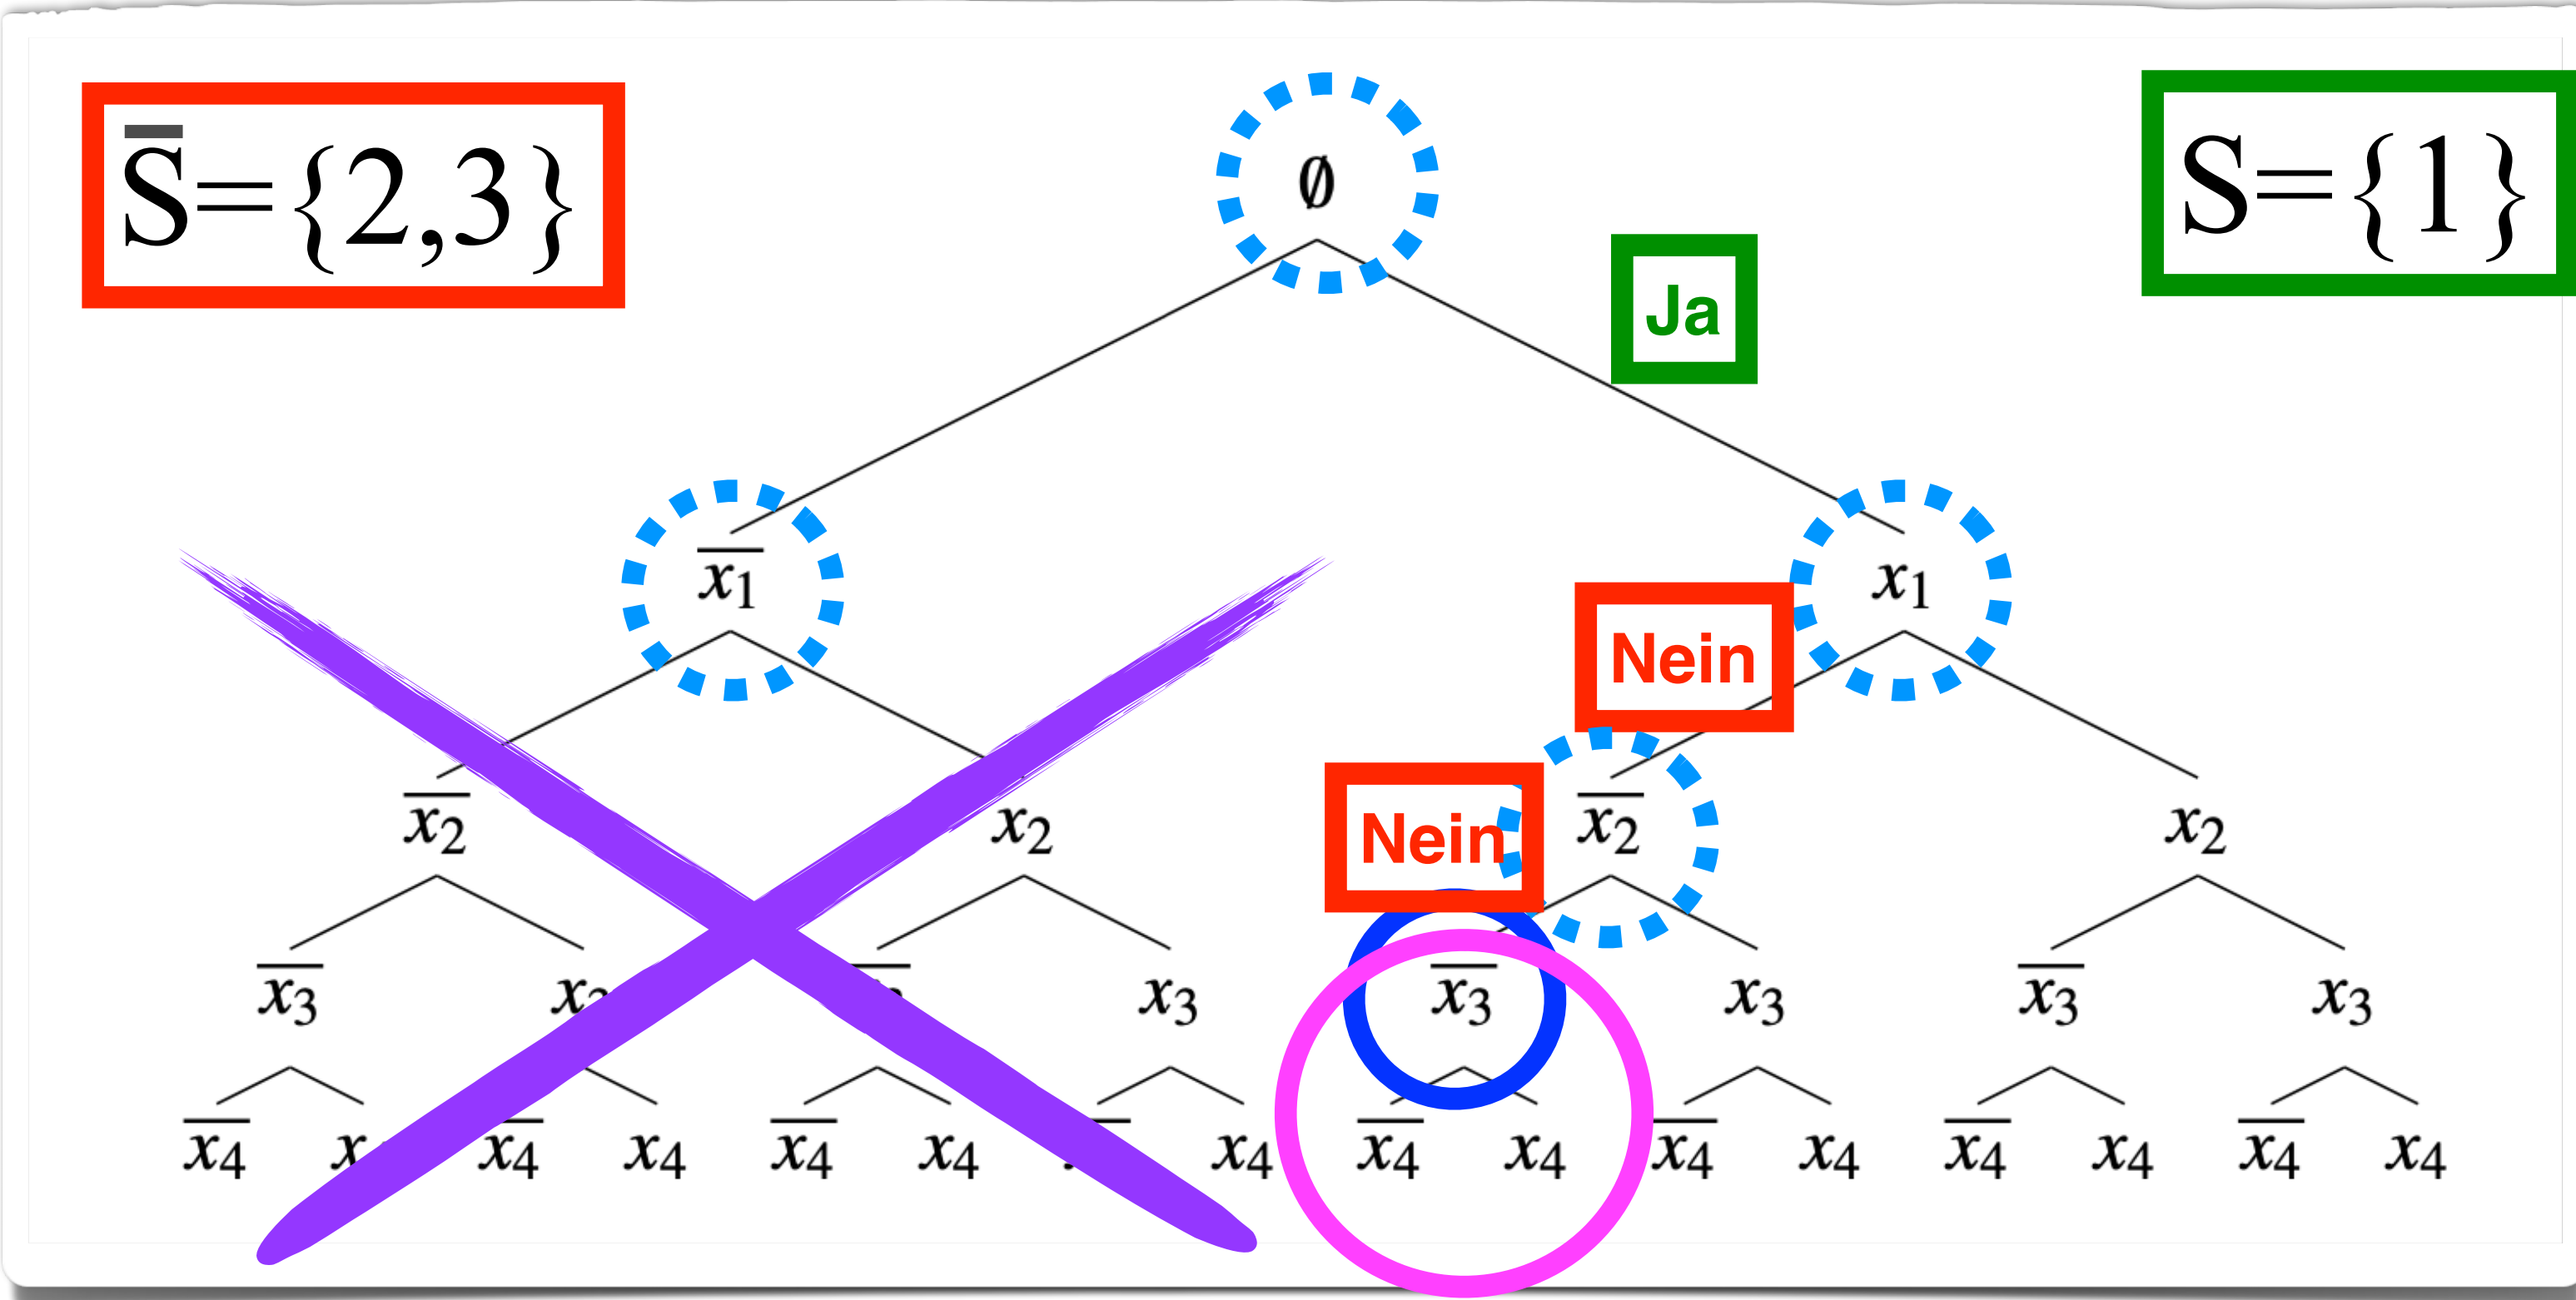 S̅={2,3}
∅
S={1}
Ja
x̅₁ x₁
Nein
x̅₂ x₂ Nein x̅₂ x₂
x̅₃ x₃ x₃ x̅₃ x₃ x̅₃ x₃
x̅₄ x x̅₄ x₄ x̅₄ x₄ x₄ x̅₄ x₄ x̅₄ x₄ x̅₄ x₄ x̅₄ x₄